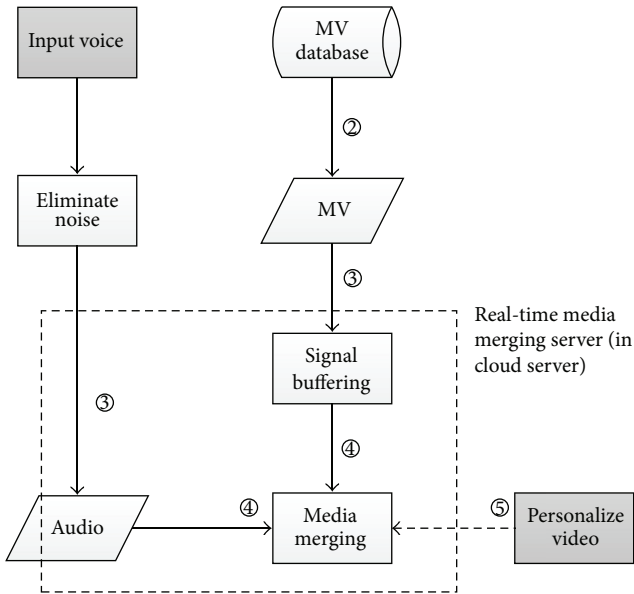 Input voice
MV
database
②
Eliminate
noise
MV
③
Real-time media
merging server (in
cloud server)
Signal
buffering
③
④
Audio
④
Media
merging
⑤
Personalize
video